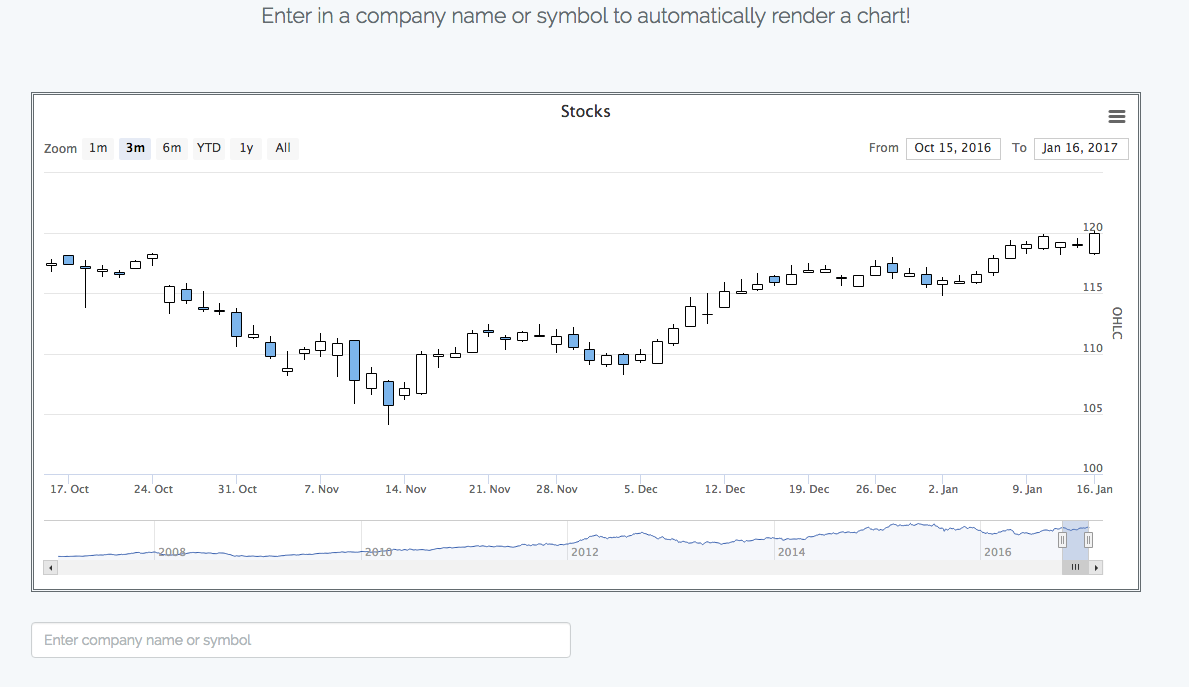 Enter in a company name or symbol to automatically render a chart!
Stocks
Zoom 1m 3m 6m YTD 1y All From Oct 15, 2016 To Jan 16, 2017
120
115
110
105
100
OHLC
17. Oct 24. Oct 31. Oct 7. Nov 14. Nov 21. Nov 28. Nov 5. Dec 12. Dec 19. Dec 26. Dec 2. Jan 9. Jan 16. Jan
2008 2010 2012 2014 2016
Enter company name or symbol